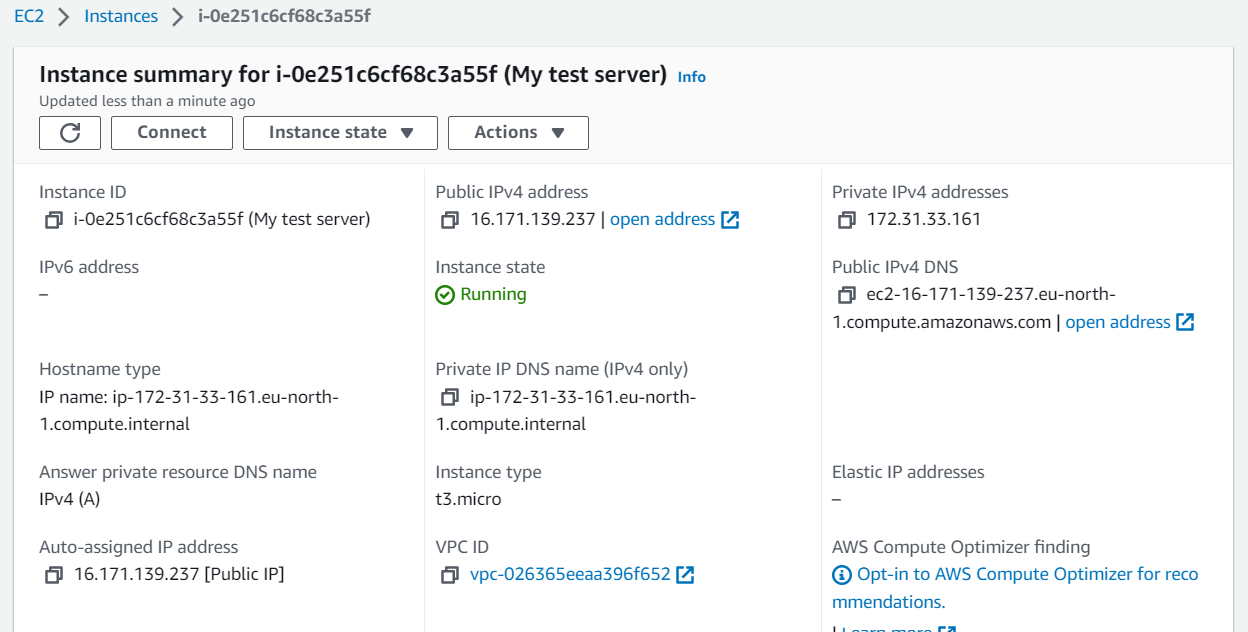 EC2 > Instances > i-0e251c6cf68c3a55f
Instance summary for i-0e251c6cf68c3a55f (My test server) Info
Updated less than a minute ago
Connect
Instance state
Actions
Instance ID
i-0e251c6cf68c3a55f (My test server)
Public IPv4 address
16.171.139.237 | open address
Private IPv4 addresses
172.31.33.161
IPv6 address
–
Instance state
Running
Public IPv4 DNS
ec2-16-171-139-237.eu-north-
1.compute.amazonaws.com | open address
Hostname type
IP name: ip-172-31-33-161.eu-north-
1.compute.internal
Private IP DNS name (IPv4 only)
ip-172-31-33-161.eu-north-
1.compute.internal
Answer private resource DNS name
IPv4 (A)
Instance type
t3.micro
Elastic IP addresses
–
Auto-assigned IP address
16.171.139.237 [Public IP]
VPC ID
vpc-026365eeaa396f652
AWS Compute Optimizer finding
Opt-in to AWS Compute Optimizer for reco
mmendations.
| Learn more